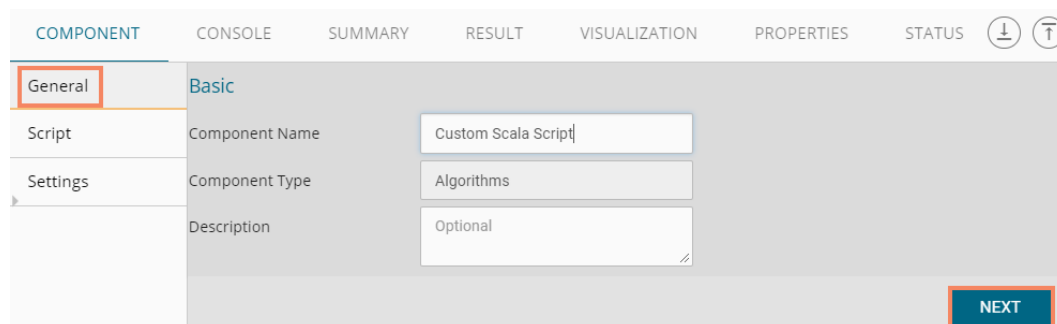 COMPONENT CONSOLE SUMMARY RESULT VISUALIZATION PROPERTIES STATUS
General
Script
Settings
Basic
Component Name Custom Scala Script
Component Type Algorithms
Description Optional
NEXT